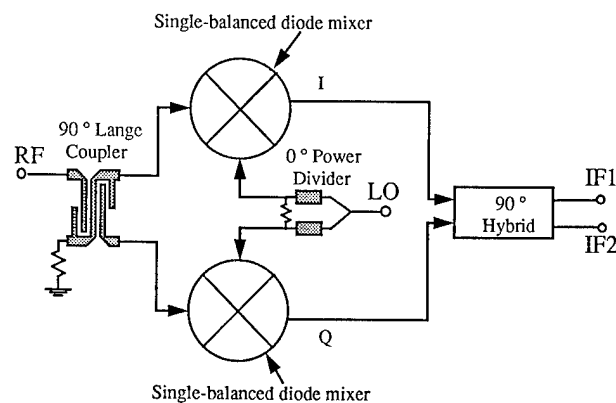 Single-balanced diode mixer
I
90° Lange
Coupler
RF
0° Power
Divider
LO
90°
Hybrid
IF1
IF2
Q
Single-balanced diode mixer